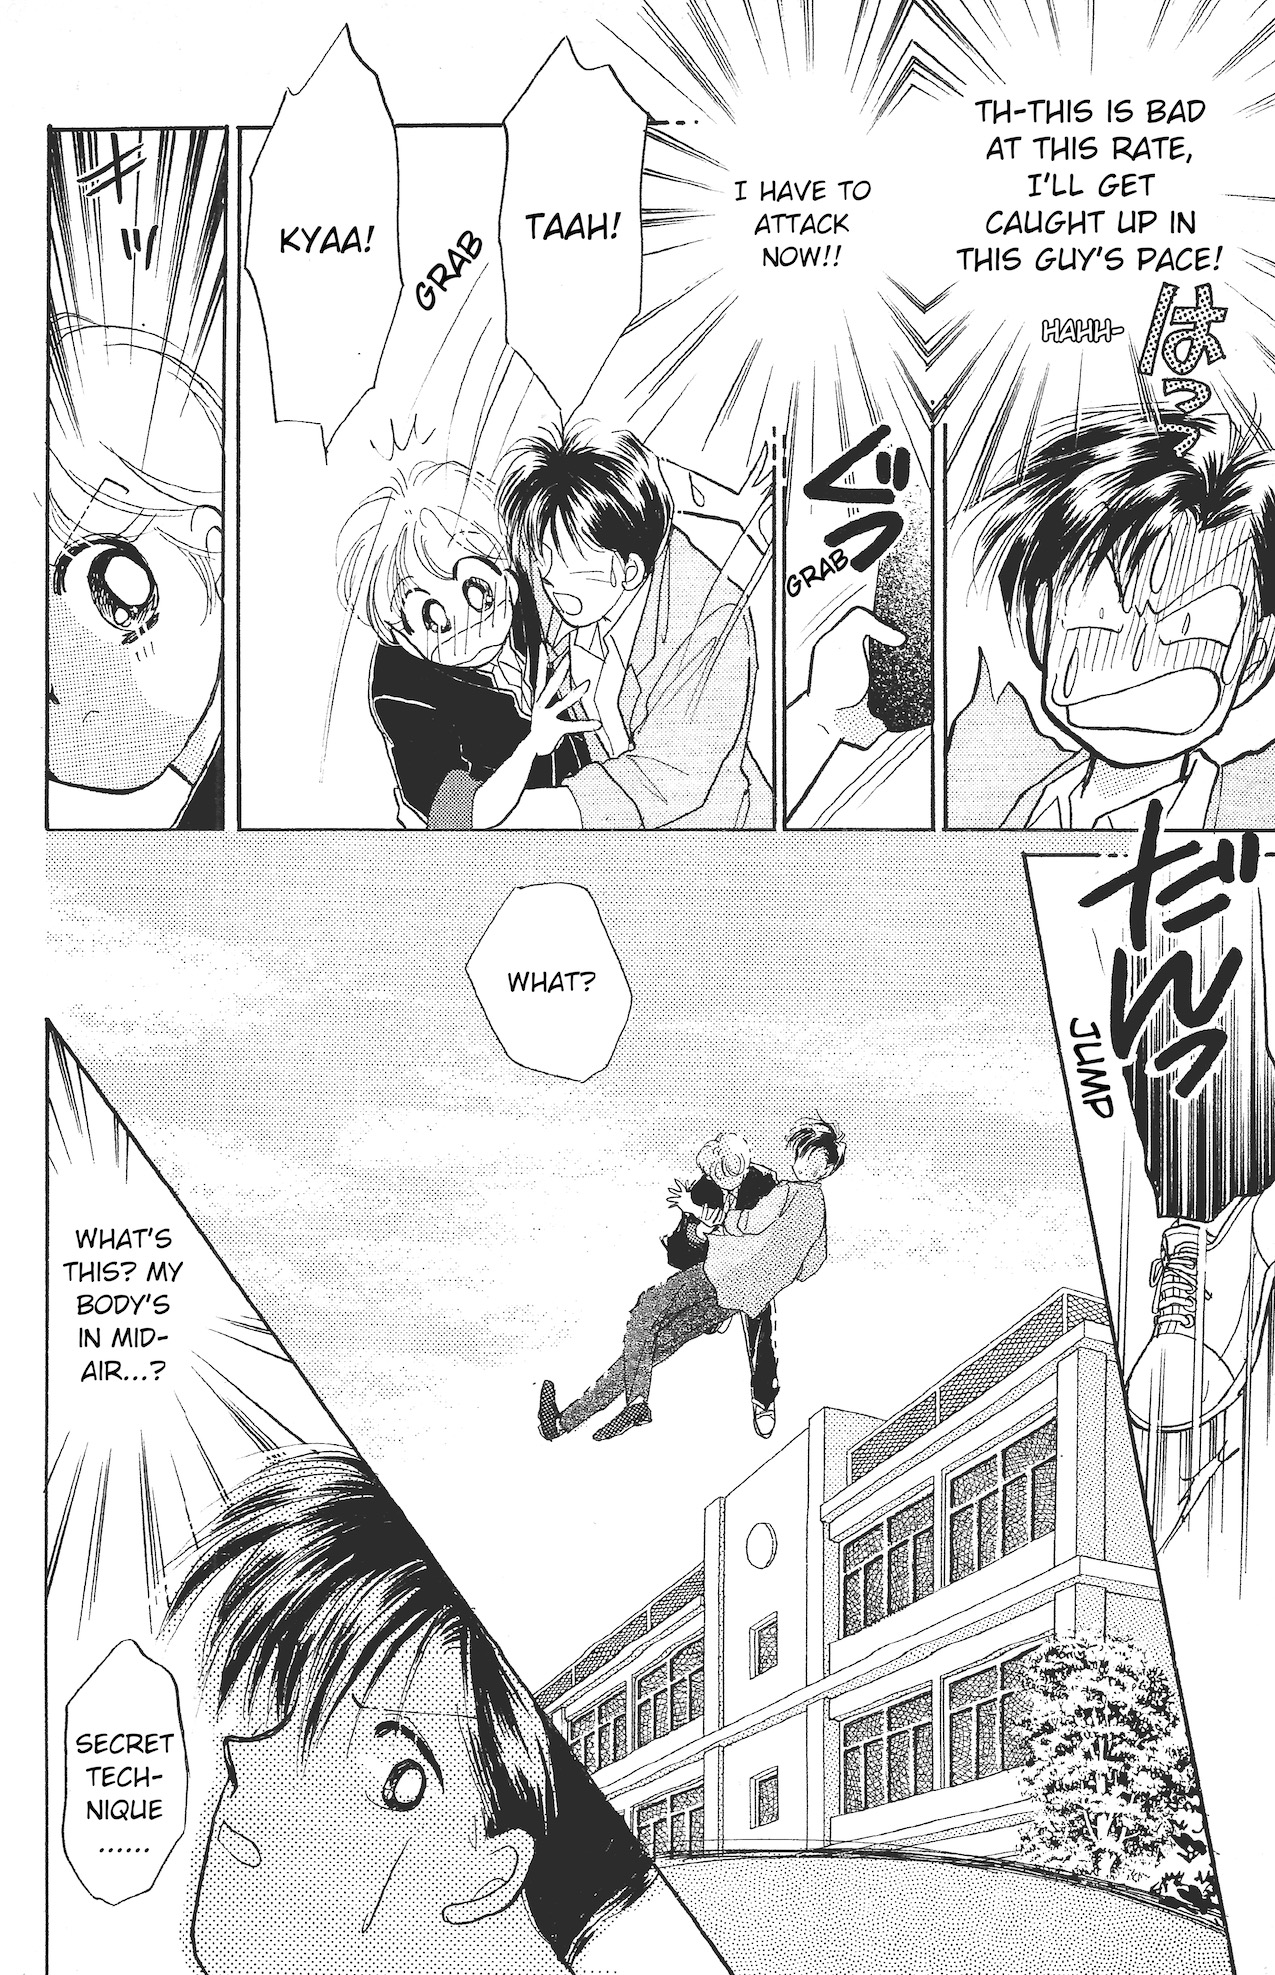 TH-THIS IS BAD
AT THIS RATE,
I'LL GET
CAUGHT UP IN
THIS GUY'S PACE!
HAHH-
はっ
I HAVE TO
ATTACK
NOW!!
ぐっ
GRAB
TAAH!
GRAB
KYAA!
キッ
だんっ
JUMP
WHAT?
WHAT'S
THIS? MY
BODY'S
IN MID-
AIR...?
SECRET
TECH-
NIQUE
......